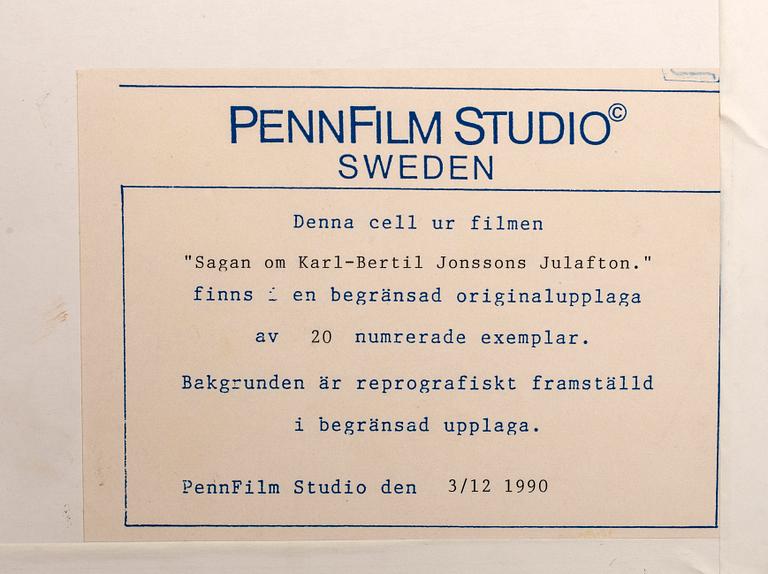 PENNFILM STUDIO©
SWEDEN
Denna cell ur filmen
"Sagan om Karl-Bertil Jonssons Julafton."
finns i en begränsad originalupplaga
av 20 numrerade exemplar.
Bakgrunden är reprografiskt framställd
i begränsad upplaga.
PennFilm Studio den 3/12 1990